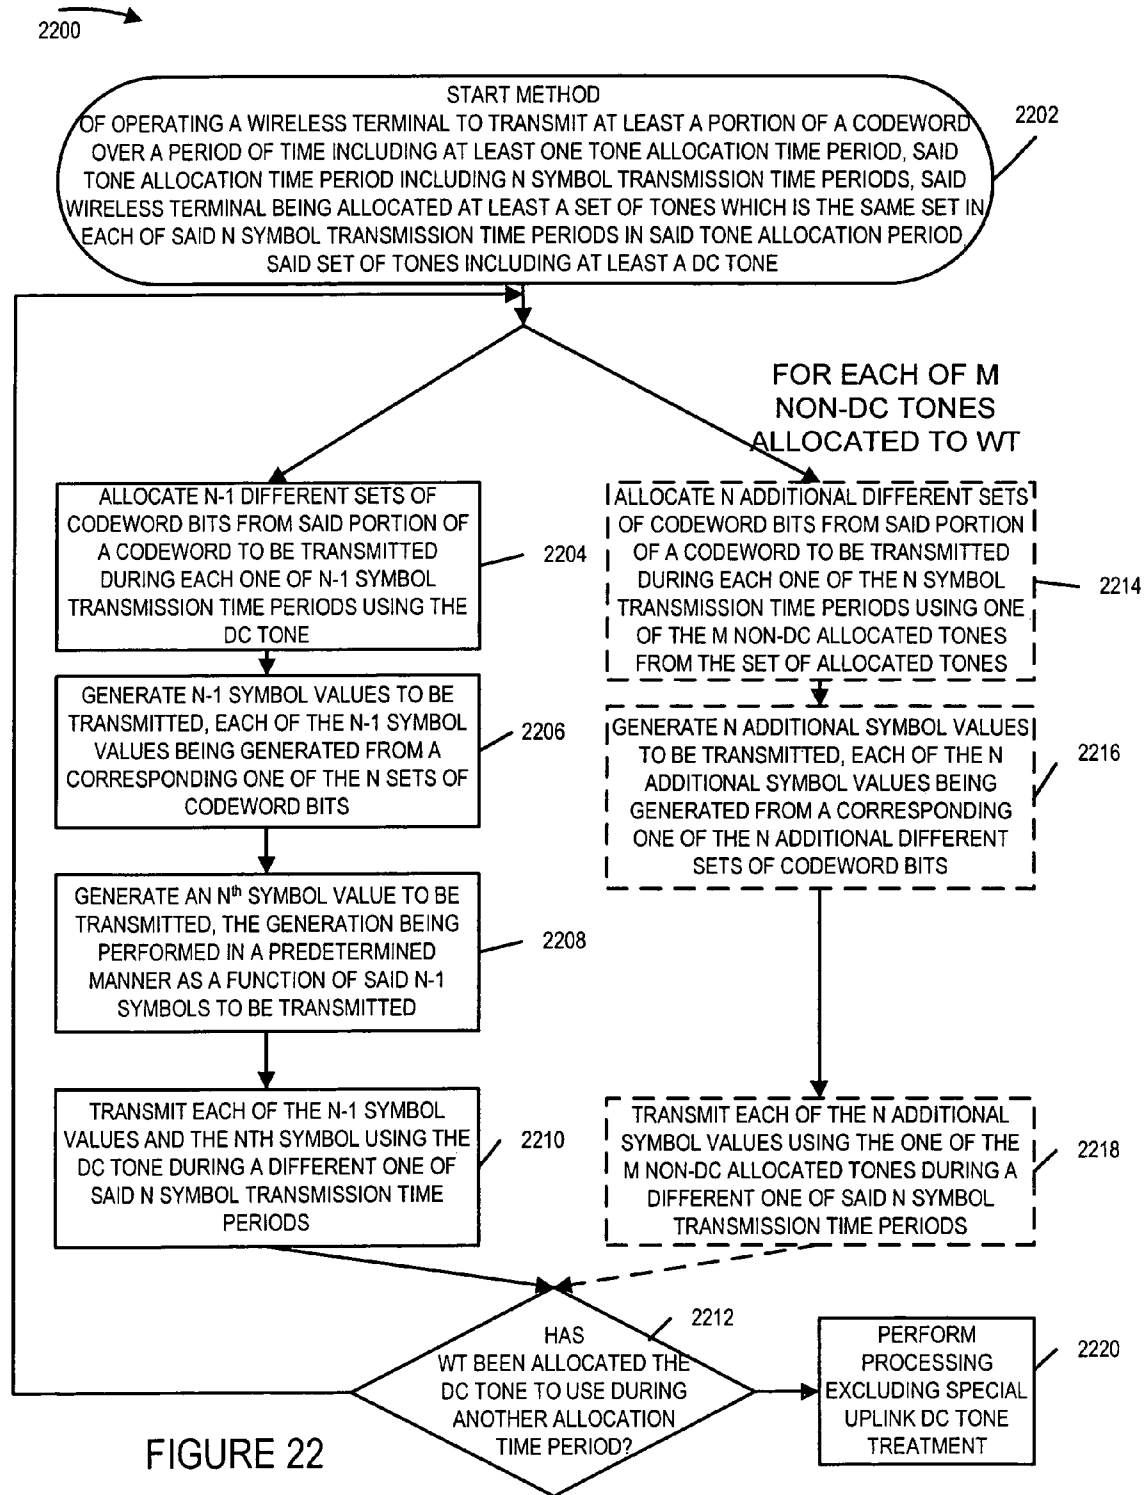 2200
START METHOD
OF OPERATING A WIRELESS TERMINAL TO TRANSMIT AT LEAST A PORTION OF A CODEWORD
OVER A PERIOD OF TIME INCLUDING AT LEAST ONE TONE ALLOCATION TIME PERIOD, SAID
TONE ALLOCATION TIME PERIOD INCLUDING N SYMBOL TRANSMISSION TIME PERIODS, SAID
WIRELESS TERMINAL BEING ALLOCATED AT LEAST A SET OF TONES WHICH IS THE SAME SET IN
EACH OF SAID N SYMBOL TRANSMISSION TIME PERIODS IN SAID TONE ALLOCATION PERIOD,
SAID SET OF TONES INCLUDING AT LEAST A DC TONE
2202
FOR EACH OF M
NON-DC TONES
ALLOCATED TO WT
ALLOCATE N-1 DIFFERENT SETS OF
CODEWORD BITS FROM SAID PORTION OF
A CODEWORD TO BE TRANSMITTED
DURING EACH ONE OF N-1 SYMBOL
TRANSMISSION TIME PERIODS USING THE
DC TONE
2204
GENERATE N-1 SYMBOL VALUES TO BE
TRANSMITTED, EACH OF THE N-1 SYMBOL
VALUES BEING GENERATED FROM A
CORRESPONDING ONE OF THE N SETS OF
CODEWORD BITS
2206
GENERATE AN Nth SYMBOL VALUE TO BE
TRANSMITTED, THE GENERATION BEING
PERFORMED IN A PREDETERMINED
MANNER AS A FUNCTION OF SAID N-1
SYMBOLS TO BE TRANSMITTED
2208
TRANSMIT EACH OF THE N-1 SYMBOL
VALUES AND THE NTH SYMBOL USING THE
DC TONE DURING A DIFFERENT ONE OF
SAID N SYMBOL TRANSMISSION TIME
PERIODS
2210
ALLOCATE N ADDITIONAL DIFFERENT SETS
OF CODEWORD BITS FROM SAID PORTION
OF A CODEWORD TO BE TRANSMITTED
DURING EACH ONE OF THE N SYMBOL
TRANSMISSION TIME PERIODS USING ONE
OF THE M NON-DC ALLOCATED TONES
FROM THE SET OF ALLOCATED TONES
2214
GENERATE N ADDITIONAL SYMBOL VALUES
TO BE TRANSMITTED, EACH OF THE N
ADDITIONAL SYMBOL VALUES BEING
GENERATED FROM A CORRESPONDING
ONE OF THE N ADDITIONAL DIFFERENT
SETS OF CODEWORD BITS
2216
TRANSMIT EACH OF THE N ADDITIONAL
SYMBOL VALUES USING THE ONE OF THE
M NON-DC ALLOCATED TONES DURING A
DIFFERENT ONE OF SAID N SYMBOL
TRANSMISSION TIME PERIODS
2218
HAS
WT BEEN ALLOCATED THE
DC TONE TO USE DURING
ANOTHER ALLOCATION
TIME PERIOD?
2212
PERFORM
PROCESSING
EXCLUDING SPECIAL
UPLINK DC TONE
TREATMENT
2220
FIGURE 22